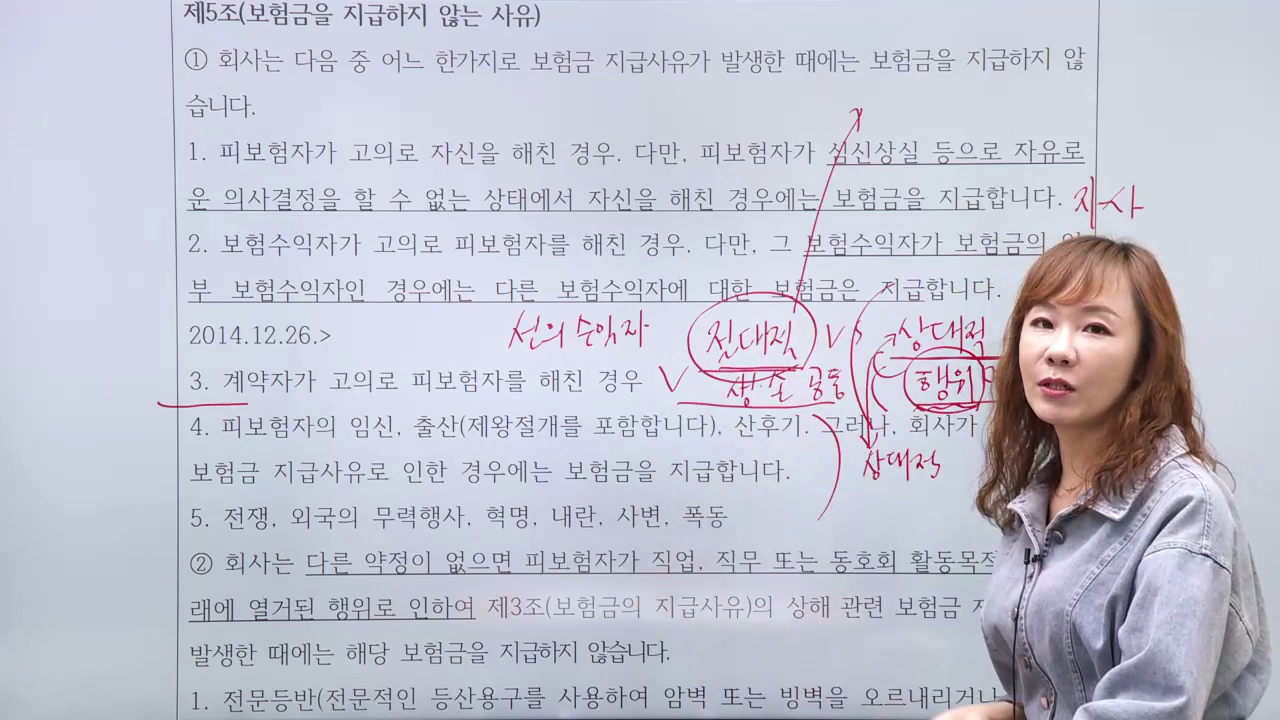 제5조(보험금을 지급하지 않는 사유)
① 회사는 다음 중 어느 한가지로 보험금 지급사유가 발생한 때에는 보험금을 지급하지 않
습니다.
1. 피보험자가 고의로 자신을 해친 경우. 다만, 피보험자가 심신상실 등으로 자유로
운 의사결정을 할 수 없는 상태에서 자신을 해친 경우에는 보험금을 지급합니다.
2. 보험수익자가 고의로 피보험자를 해친 경우. 다만, 그 보험수익자가 보험금의
부 보험수익자인 경우에는 다른 보험수익자에 대한 보험금은 지급합니다.
선의 수익자 절대적 상대적
2014.12.26.>
3. 계약자가 고의로 피보험자를 해친 경우
생·손 공통 행위
4. 피보험자의 임신, 출산(제왕절개를 포함합니다), 산후기. 그러나, 회사가
보험금 지급사유로 인한 경우에는 보험금을 지급합니다.
상대적
5. 전쟁, 외국의 무력행사, 혁명, 내란, 사변, 폭동
② 회사는 다른 약정이 없으면 피보험자가 직업, 직무 또는 동호회 활동목적
래에 열거된 행위로 인하여 제3조(보험금의 지급사유)의 상해 관련 보험금
발생한 때에는 해당 보험금을 지급하지 않습니다.
1. 전문등반(전문적인 등산용구를 사용하여 암벽 또는 빙벽을 오르내리거나